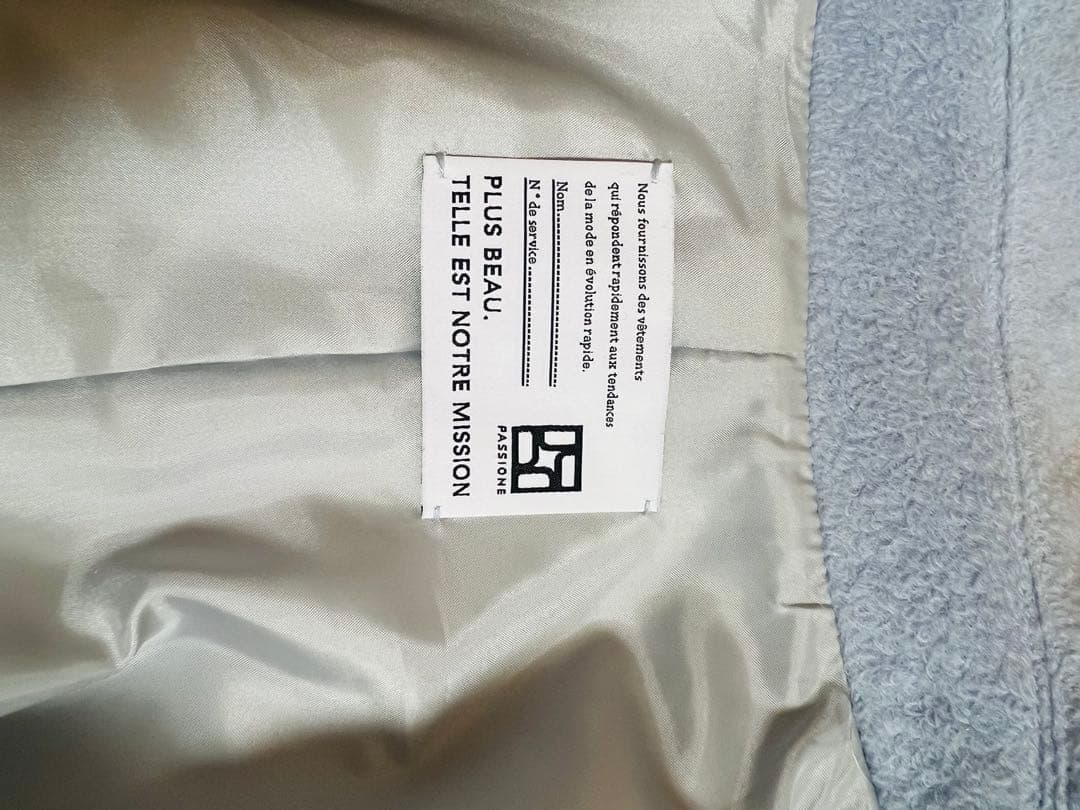 Nous fournissons des vêtements
qui répondent rapidement aux tendances
de la mode en évolution rapide.
Nom
N° de service
PASSIONE
PLUS BEAU.
TELLE EST NOTRE MISSION